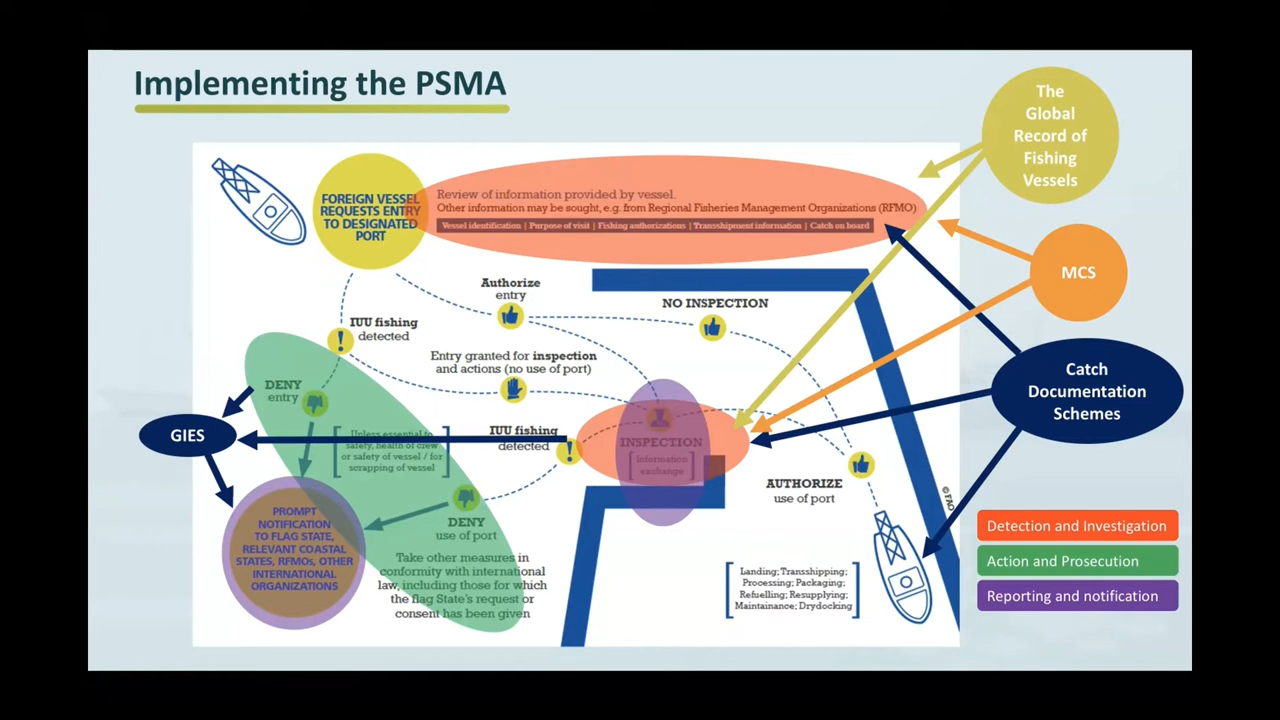 Implementing the PSMA
The
Global
Record of
Fishing
Vessels
FOREIGN VESSEL
REQUESTS ENTRY
TO DESIGNATED
PORT
Review of information provided by vessel.
Other information may be sought, e.g. from Regional Fisheries Management Organizations (RFMO)
Vessel identification | Purpose of visit | Fishing authorizations | Transshipment information | Catch on board
MCS
Authorize
entry
NO INSPECTION
IUU fishing
detected
Entry granted for inspection
and actions (no use of port)
DENY
entry
Catch
Documentation
Schemes
GIES
Unless essential to
safety, health of crew
or safety of vessel / for
scrapping of vessel
IUU fishing
detected
INSPECTION
Information
exchange
AUTHORIZE
use of port
©FAO
PROMPT
NOTIFICATION
TO FLAG STATE,
RELEVANT COASTAL
STATES, RFMOs, OTHER
INTERNATIONAL
ORGANIZATIONS
DENY
use of port
Take other measures in
conformity with international
law, including those for which
the flag State's request or
consent has been given
Landing; Transshipping;
Processing; Packaging;
Refuelling; Resupplying;
Maintainance; Drydocking
Detection and Investigation
Action and Prosecution
Reporting and notification